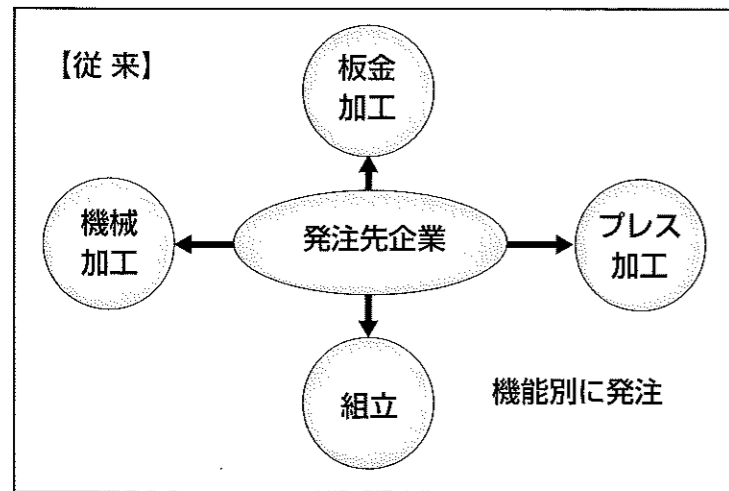 【従 来】
板金
加工
機械
加工
発注先企業
プレス
加工
組立
機能別に発注